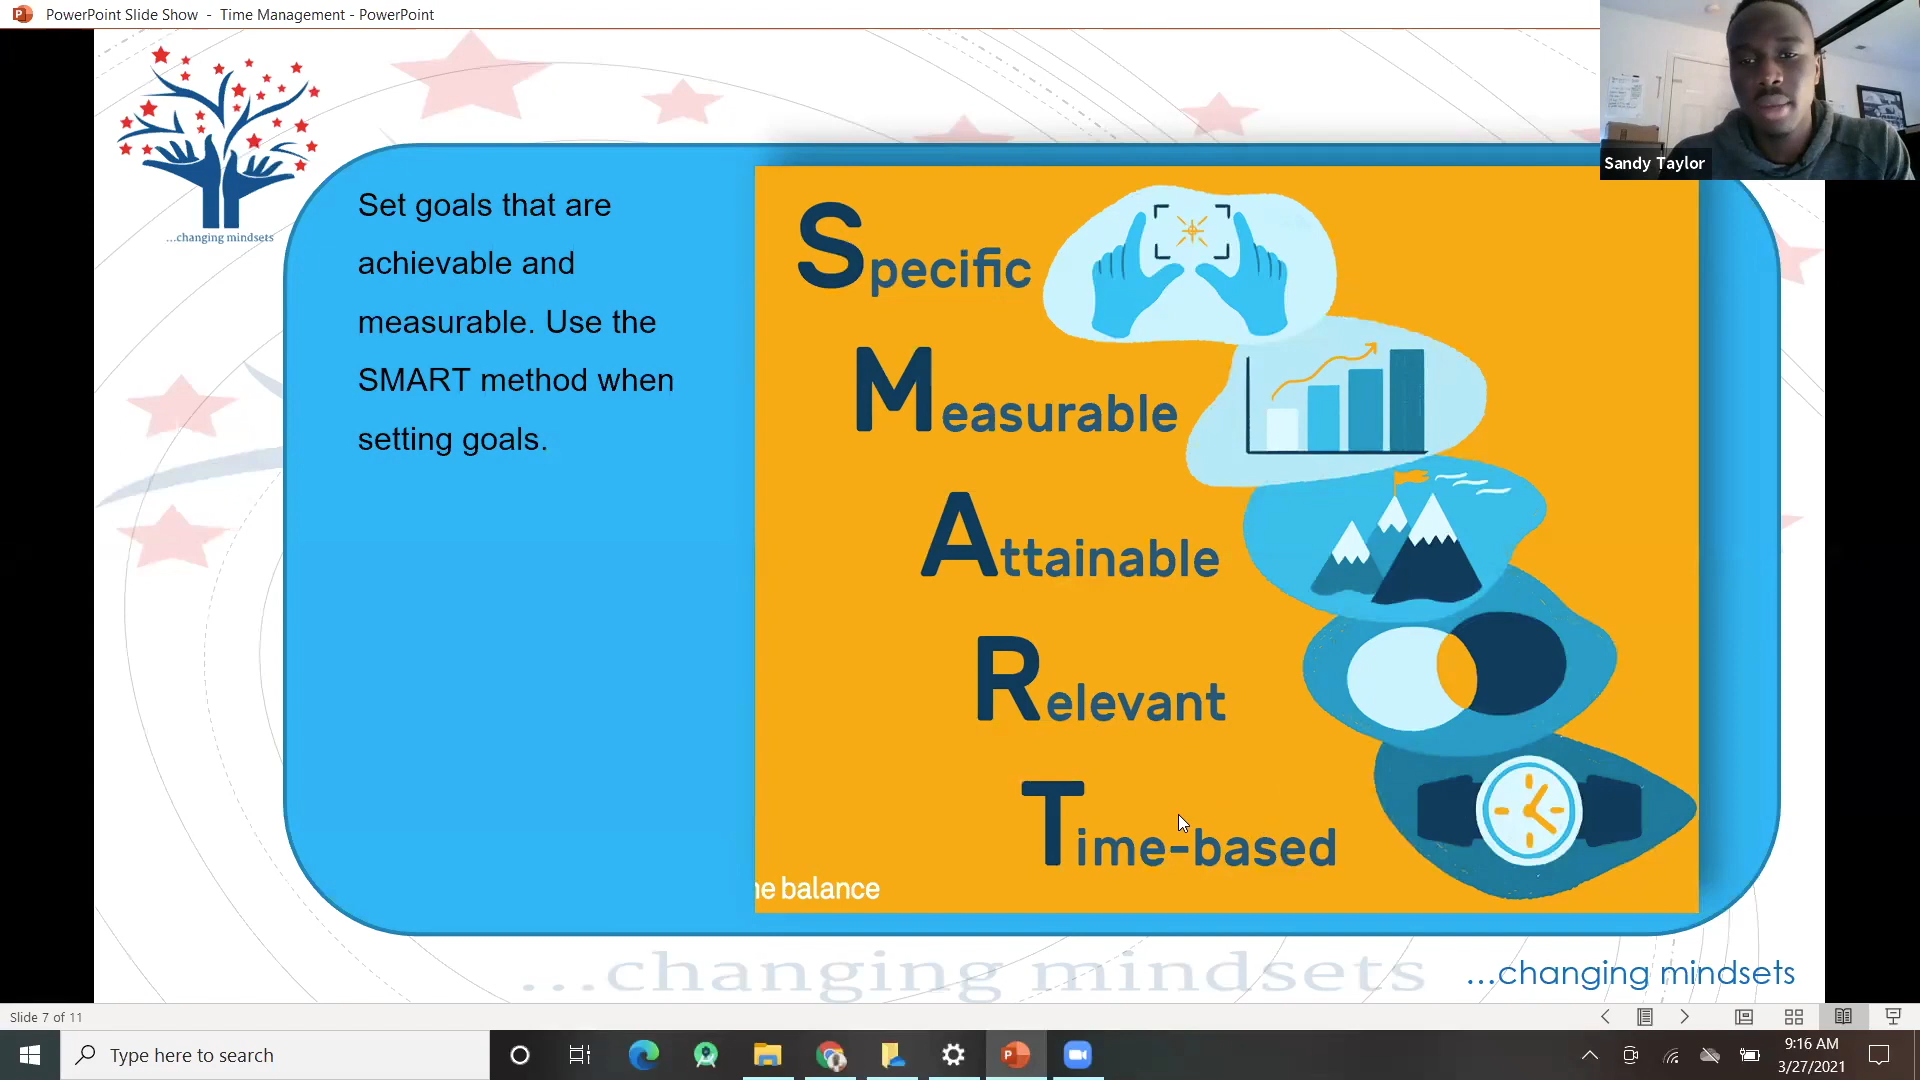 PowerPoint Slide Show - Time Management - PowerPoint
Sandy Taylor
...changing mindsets
Set goals that are
achievable and
measurable. Use the
SMART method when
setting goals.
Specific
Measurable
Attainable
Relevant
Time-based
he balance
...changing mindsets
...changing mindsets
Slide 7 of 11
Type here to search
9:16 AM
3/27/2021